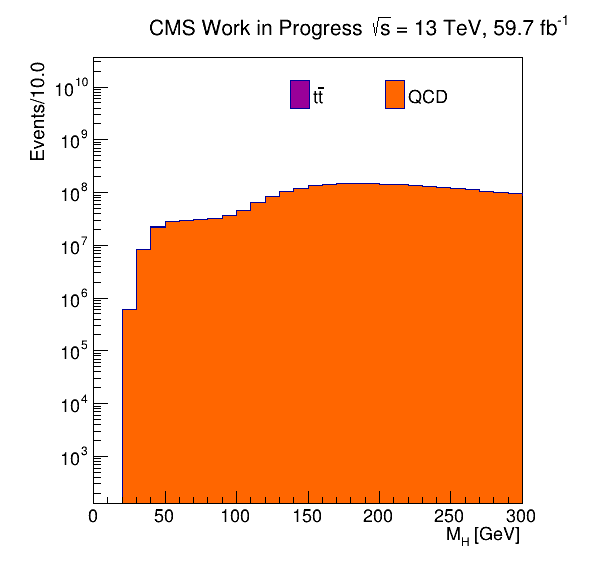 CMS Work in Progress √s = 13 TeV, 59.7 fb⁻¹
Events/10.0
tt̄ QCD
10¹⁰
10⁹
10⁸
10⁷
10⁶
10⁵
10⁴
10³
0 50 100 150 200 250 300
M_H [GeV]